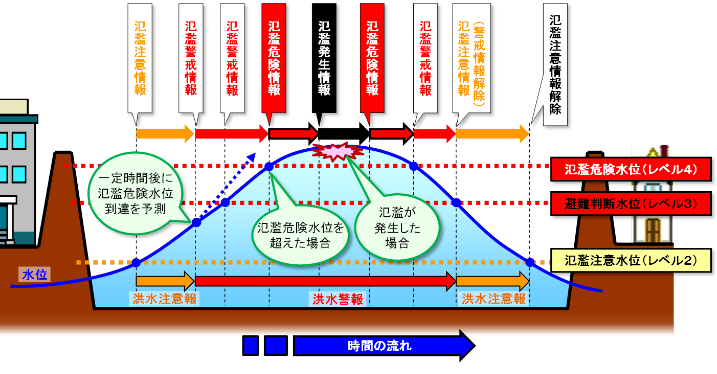 氾濫注意情報
氾濫警戒情報
氾濫警戒情報
氾濫危険情報
氾濫発生情報
氾濫危険情報
氾濫警戒情報
(警戒情報解除)
氾濫注意情報
氾濫注意情報解除
一定時間後に
氾濫危険水位
到達を予測
氾濫危険水位を
超えた場合
氾濫が
発生した
場合
氾濫危険水位(レベル4)
避難判断水位(レベル3)
氾濫注意水位(レベル2)
水位
洪水注意報
洪水警報
洪水注意報
時間の流れ